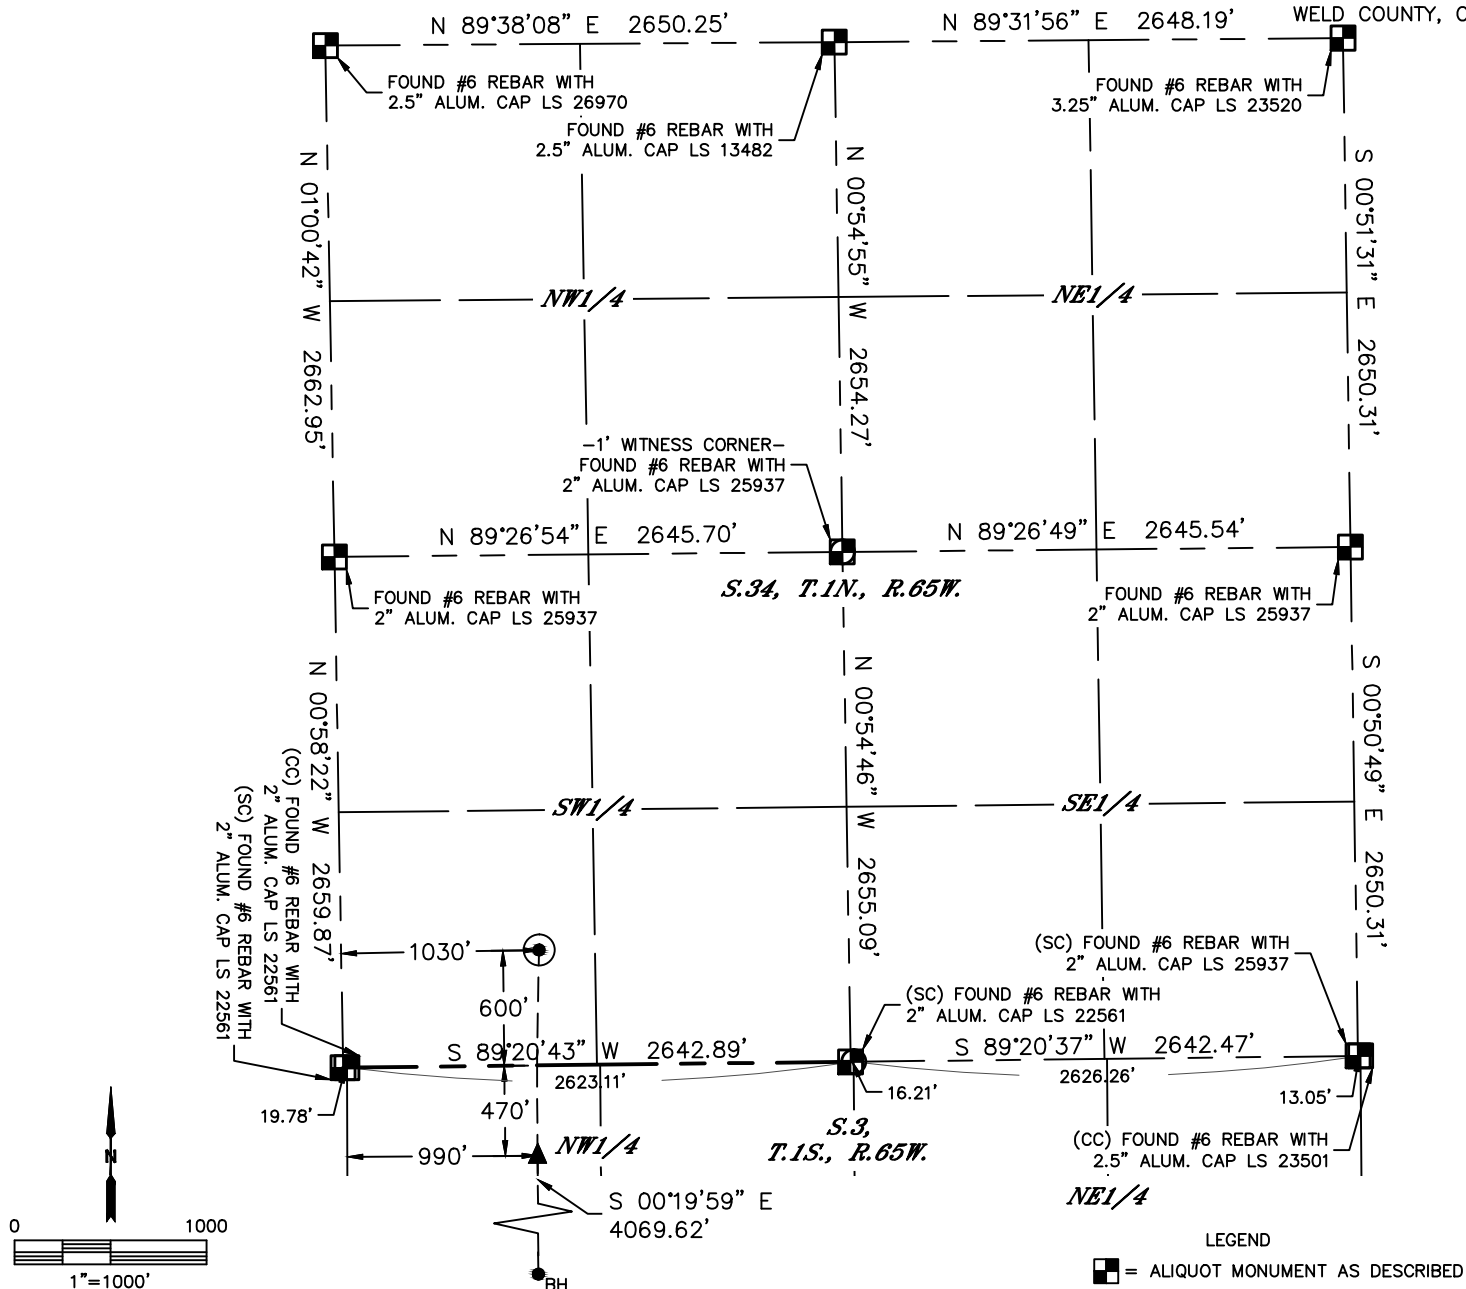 WELD COUNTY, C
N 89°38'08" E 2650.25'
N 89°31'56" E 2648.19'
FOUND #6 REBAR WITH
2.5" ALUM. CAP LS 26970
FOUND #6 REBAR WITH
2.5" ALUM. CAP LS 13482
FOUND #6 REBAR WITH
3.25" ALUM. CAP LS 23520
N 01°00'42" W 2662.95'
N 00°54'55" W 2654.27'
S 00°51'31" E 2650.31'
NW1/4
NE1/4
-1' WITNESS CORNER-
FOUND #6 REBAR WITH
2" ALUM. CAP LS 25937
N 89°26'54" E 2645.70'
N 89°26'49" E 2645.54'
S.34, T.1N., R.65W.
FOUND #6 REBAR WITH
2" ALUM. CAP LS 25937
FOUND #6 REBAR WITH
2" ALUM. CAP LS 25937
N 00°58'22" W 2659.87'
N 00°54'46" W 2655.09'
S 00°50'49" E 2650.31'
(CC) FOUND #6 REBAR WITH
2" ALUM. CAP LS 22561
(SC) FOUND #6 REBAR WITH
2" ALUM. CAP LS 22561
SW1/4
SE1/4
1030'
600'
(SC) FOUND #6 REBAR WITH
2" ALUM. CAP LS 25937
(SC) FOUND #6 REBAR WITH
2" ALUM. CAP LS 22561
S 89°20'43" W 2642.89'
S 89°20'37" W 2642.47'
2623.11'
2626.26'
19.78'
16.21'
13.05'
470'
990'
NW1/4
S.3,
T.1S., R.65W.
(CC) FOUND #6 REBAR WITH
2.5" ALUM. CAP LS 23501
NE1/4
N
S 00°19'59" E
4069.62'
0 1000
1"=1000'
BH
LEGEND
= ALIQUOT MONUMENT AS DESCRIBED